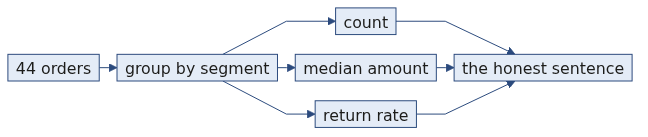 44 orders
group by segment
count
median amount
return rate
the honest sentence